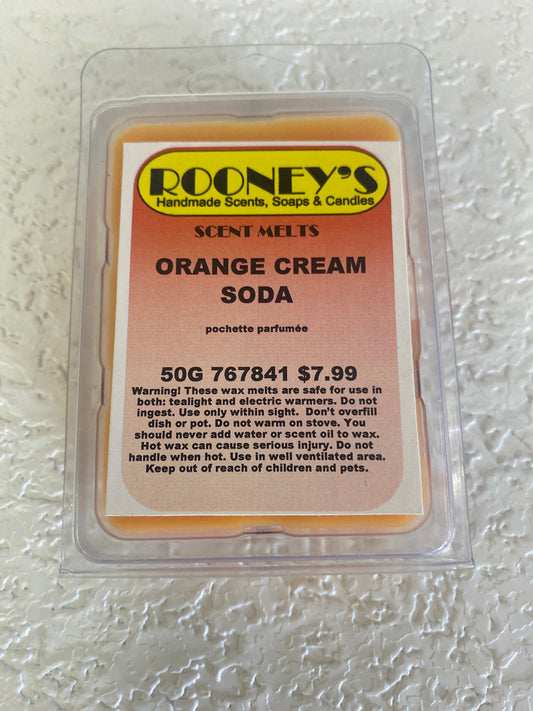 ROONEY'S
Handmade Scents, Soaps & Candles
SCENT MELTS
ORANGE CREAM
SODA
pochette parfumée
50G 767841 $7.99
Warning! These wax melts are safe for use in
both: tealight and electric warmers. Do not
ingest. Use only within sight. Don't overfill
dish or pot. Do not warm on stove. You
should never add water or scent oil to wax.
Hot wax can cause serious injury. Do not
handle when hot. Use in well ventilated area.
Keep out of reach of children and pets.